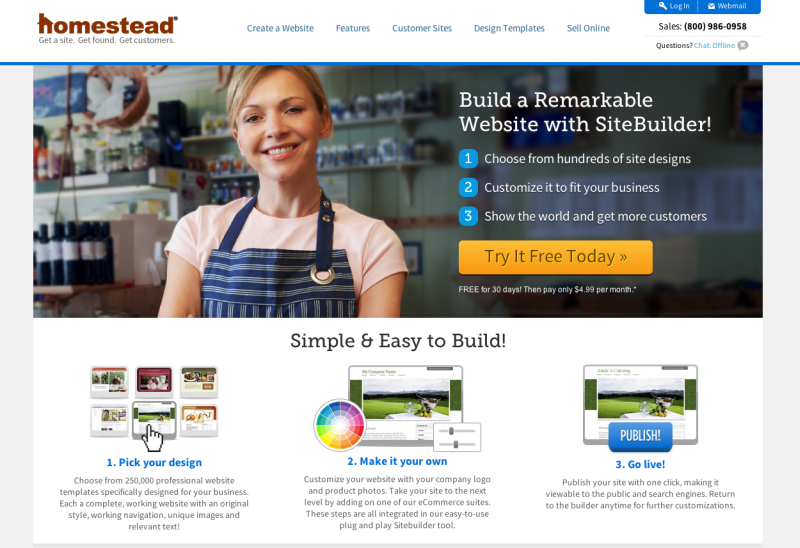 homestead®
Get a site. Get found. Get customers.
Create a Website
Features
Customer Sites
Design Templates
Sell Online
Log In
Webmail
Sales: (800) 986-0958
Questions? Chat: Offline
Build a Remarkable
Website with SiteBuilder!
1 Choose from hundreds of site designs
2 Customize it to fit your business
3 Show the world and get more customers
Try It Free Today »
FREE for 30 days! Then pay only $4.99 per month.*
Simple & Easy to Build!
My Company Name
PUBLISH!
1. Pick your design
Choose from 250,000 professional website
templates specifically designed for your business.
Each a complete, working website with an original
style, working navigation, unique images and
relevant text!
2. Make it your own
Customize your website with your company logo
and product photos. Take your site to the next
level by adding on one of our eCommerce suites.
These steps are all integrated in our easy-to-use
plug and play Sitebuilder tool.
3. Go live!
Publish your site with one click, making it
viewable to the public and search engines. Return
to the builder anytime for further customizations.